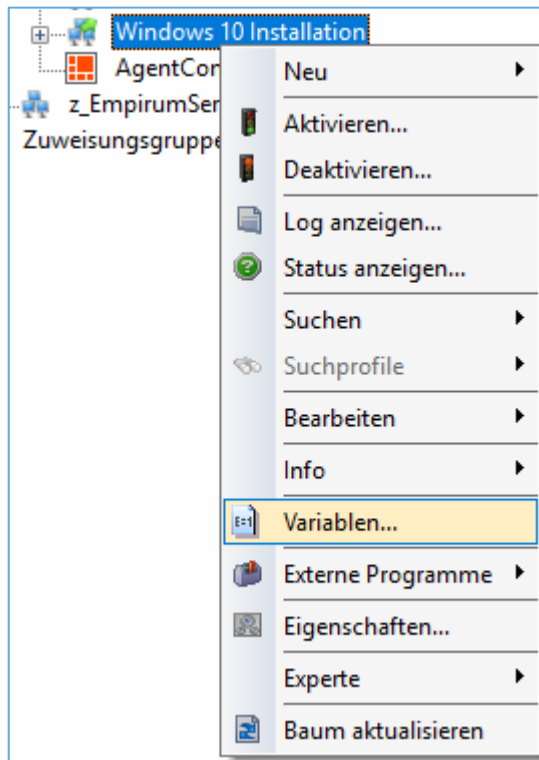 Windows 10 Installation
AgentCon
z_EmpirumSer
Zuweisungsgruppe
Neu
Aktivieren...
Deaktivieren...
Log anzeigen...
Status anzeigen...
Suchen
Suchprofile
Bearbeiten
Info
E=1
Variablen...
Externe Programme
Eigenschaften...
Experte
Baum aktualisieren